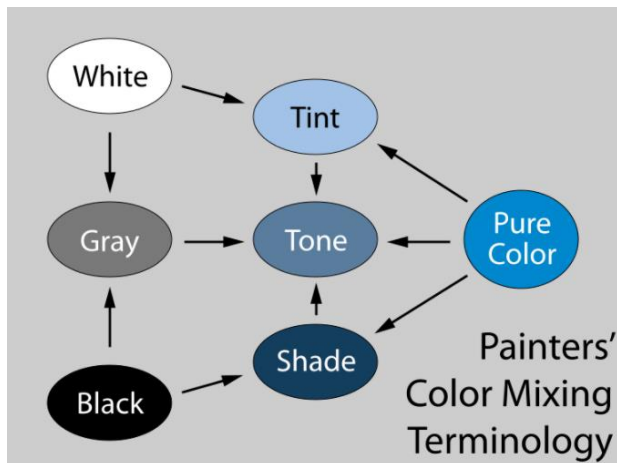 White
Tint
Gray
Tone
Pure
Color
Shade
Black
Painters’
Color Mixing
Terminology